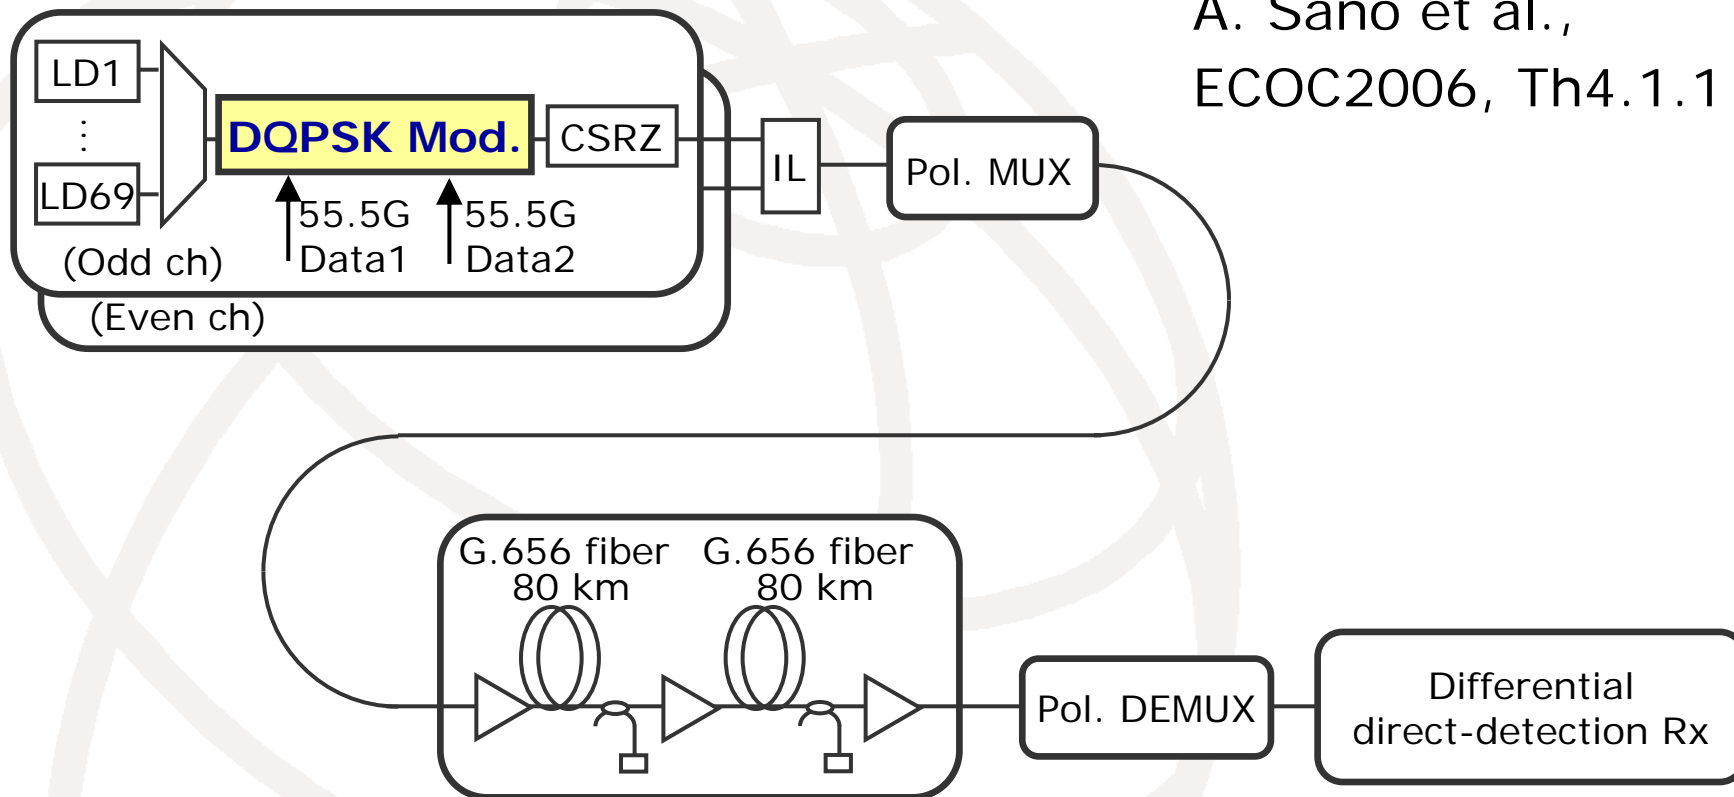 A. Sano et al.,
ECOC2006, Th4.1.1
LD1
⋮
LD69
DQPSK Mod.
CSRZ
IL
Pol. MUX
55.5G
Data1
55.5G
Data2
(Odd ch)
(Even ch)
G.656 fiber
80 km
G.656 fiber
80 km
Pol. DEMUX
Differential
direct-detection Rx